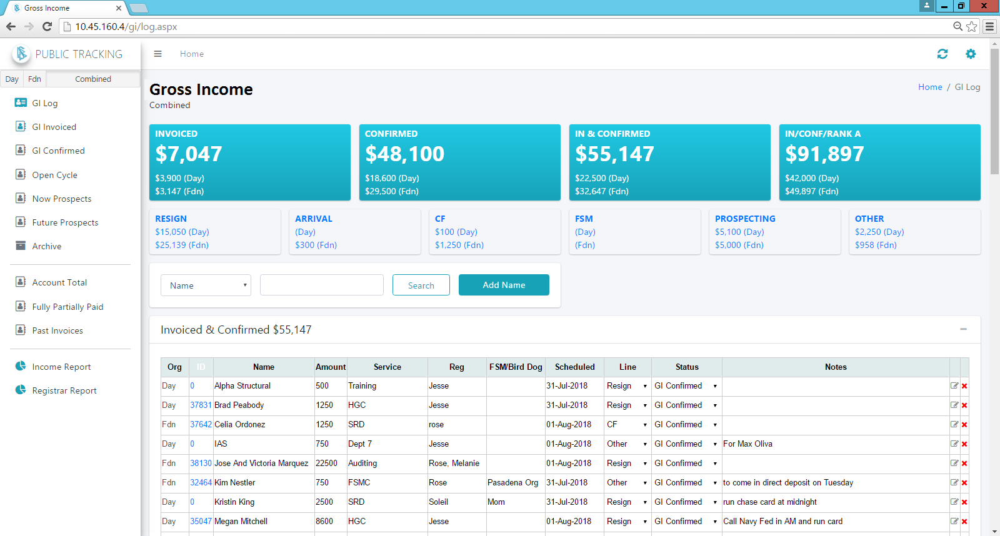 Gross Income
10.45.160.4/gi/log.aspx
PUBLIC TRACKING
Home
Day Fdn Combined
GI Log
GI Invoiced
GI Confirmed
Open Cycle
Now Prospects
Future Prospects
Archive
Account Total
Fully Partially Paid
Past Invoices
Income Report
Registrar Report
Gross Income
Combined
Home / GI Log
INVOICED
$7,047
$3,900 (Day)
$3,147 (Fdn)
CONFIRMED
$48,100
$18,600 (Day)
$29,500 (Fdn)
IN & CONFIRMED
$55,147
$22,500 (Day)
$32,647 (Fdn)
IN/CONF/RANK A
$91,897
$42,000 (Day)
$49,897 (Fdn)
RESIGN
$15,050 (Day)
$25,139 (Fdn)
ARRIVAL
(Day)
$300 (Fdn)
CF
$100 (Day)
$1,250 (Fdn)
FSM
(Day)
(Fdn)
PROSPECTING
$5,100 (Day)
$5,000 (Fdn)
OTHER
$2,250 (Day)
$958 (Fdn)
Name Search Add Name
Invoiced & Confirmed $55,147
Org ID Name Amount Service Reg FSM/Bird Dog Scheduled Line Status Notes
Day 0 Alpha Structural 500 Training Jesse 31-Jul-2018 Resign GI Confirmed
Day 37831 Brad Peabody 1250 HGC Jesse 31-Jul-2018 Resign GI Confirmed
Fdn 37642 Celia Ordonez 1250 SRD rose 01-Aug-2018 CF GI Confirmed
Day 0 IAS 750 Dept 7 Jesse 01-Aug-2018 Other GI Confirmed For Max Oliva
Fdn 38130 Jose And Victoria Marquez 22500 Auditing Rose, Melanie 01-Aug-2018 Resign GI Confirmed
Fdn 32464 Kim Nestler 750 FSMC Rose Pasadena Org 31-Jul-2018 Other GI Confirmed to come in direct deposit on Tuesday
Day 0 Kristin King 2500 SRD Soleil Mom 31-Jul-2018 Resign GI Confirmed run chase card at midnight
Day 35047 Megan Mitchell 8600 HGC Jesse 01-Aug-2018 Resign GI Confirmed Call Navy Fed in AM and run card